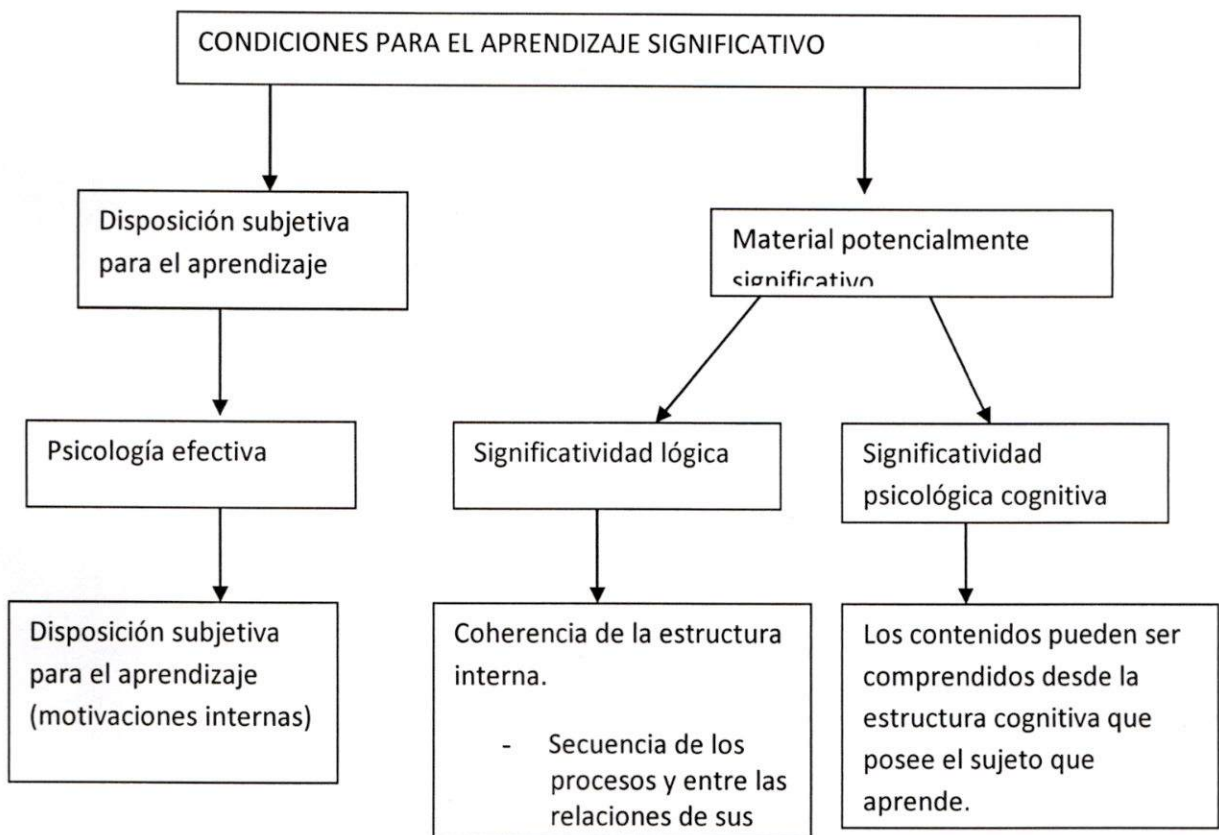 CONDICIONES PARA EL APRENDIZAJE SIGNIFICATIVO
Disposición subjetiva
para el aprendizaje
Material potencialmente
significativo
Psicología efectiva
Significatividad lógica
Significatividad
psicológica cognitiva
Disposición subjetiva
para el aprendizaje
(motivaciones internas)
Coherencia de la estructura
interna.
- Secuencia de los
procesos y entre las
relaciones de sus
Los contenidos pueden ser
comprendidos desde la
estructura cognitiva que
posee el sujeto que
aprende.